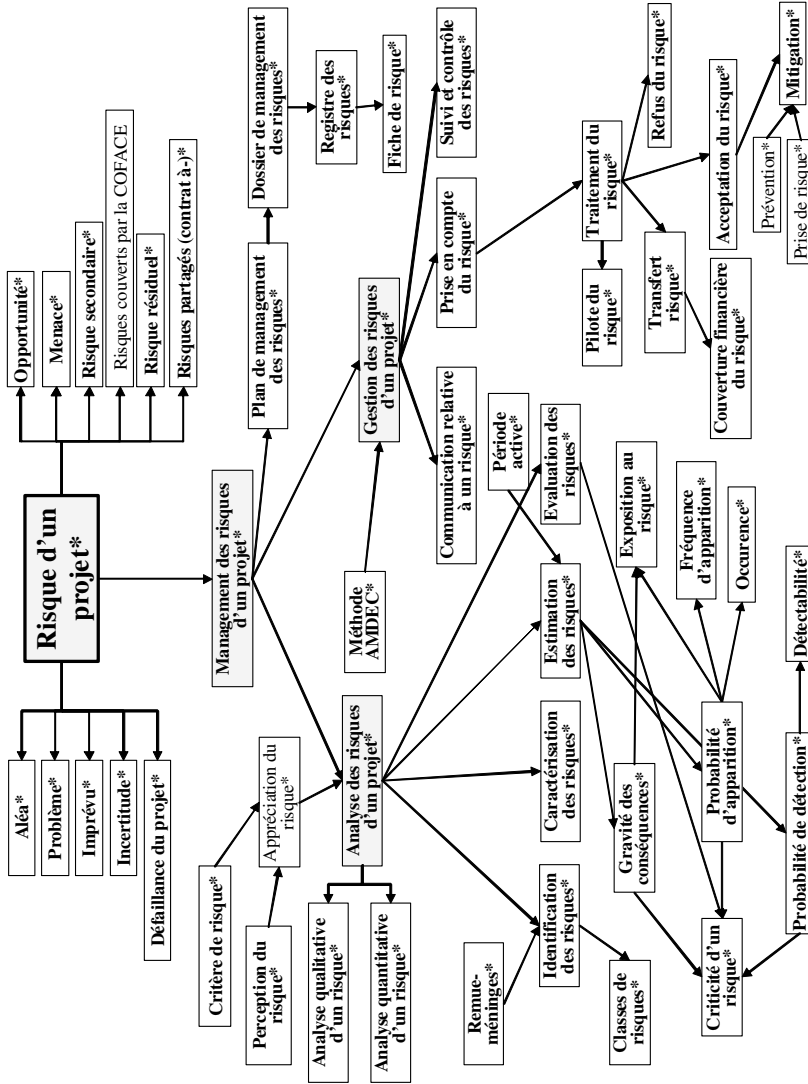 Risque d’un
projet*
Aléa*
Problème*
Imprévu*
Incertitude*
Défaillance du projet*
Opportunité*
Menace*
Risque secondaire*
Risques couverts par la COFACE
Risque résiduel*
Risques partagés (contrat à-)*
Management des risques
d’un projet*
Plan de management
des risques*
Dossier de management
des risques*
Registre des
risques*
Fiche de risque*
Critère de risque*
Perception du
risque*
Appréciation du
risque*
Analyse des risques
d’un projet*
Analyse qualitative
d’un risque*
Analyse quantitative
d’un risque*
Méthode
AMDEC*
Gestion des risques
d’un projet*
Communication relative
à un risque*
Prise en compte
du risque*
Suivi et contrôle
des risques*
Remue-
méninges*
Période
active*
Identification
des risques*
Caractérisation
des risques*
Estimation
des risques*
Evaluation des
risques*
Classes de
risques*
Gravité des
conséquences*
Exposition au
risque*
Pilote du
risque*
Traitement du
risque*
Refus du risque*
Transfert
risque*
Couverture financière
du risque*
Acceptation du risque*
Prévention*
Prise de risque*
Mitigation*
Fréquence
d’apparition*
Occurence*
Criticité d’un
risque*
Probabilité
d’apparition*
Probabilité de détection*
Détectabilité*